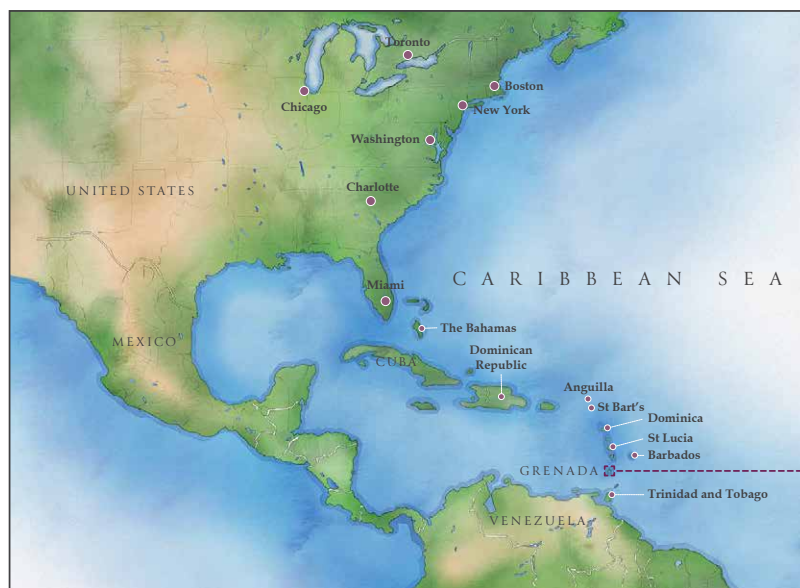 Toronto
Boston
Chicago
New York
Washington
UNITED STATES
Charlotte
CARIBBEAN SEA
Miami
The Bahamas
MEXICO
Dominican
Republic
CUBA
Anguilla
St Bart's
Dominica
St Lucia
Barbados
GRENADA
Trinidad and Tobago
VENEZUELA